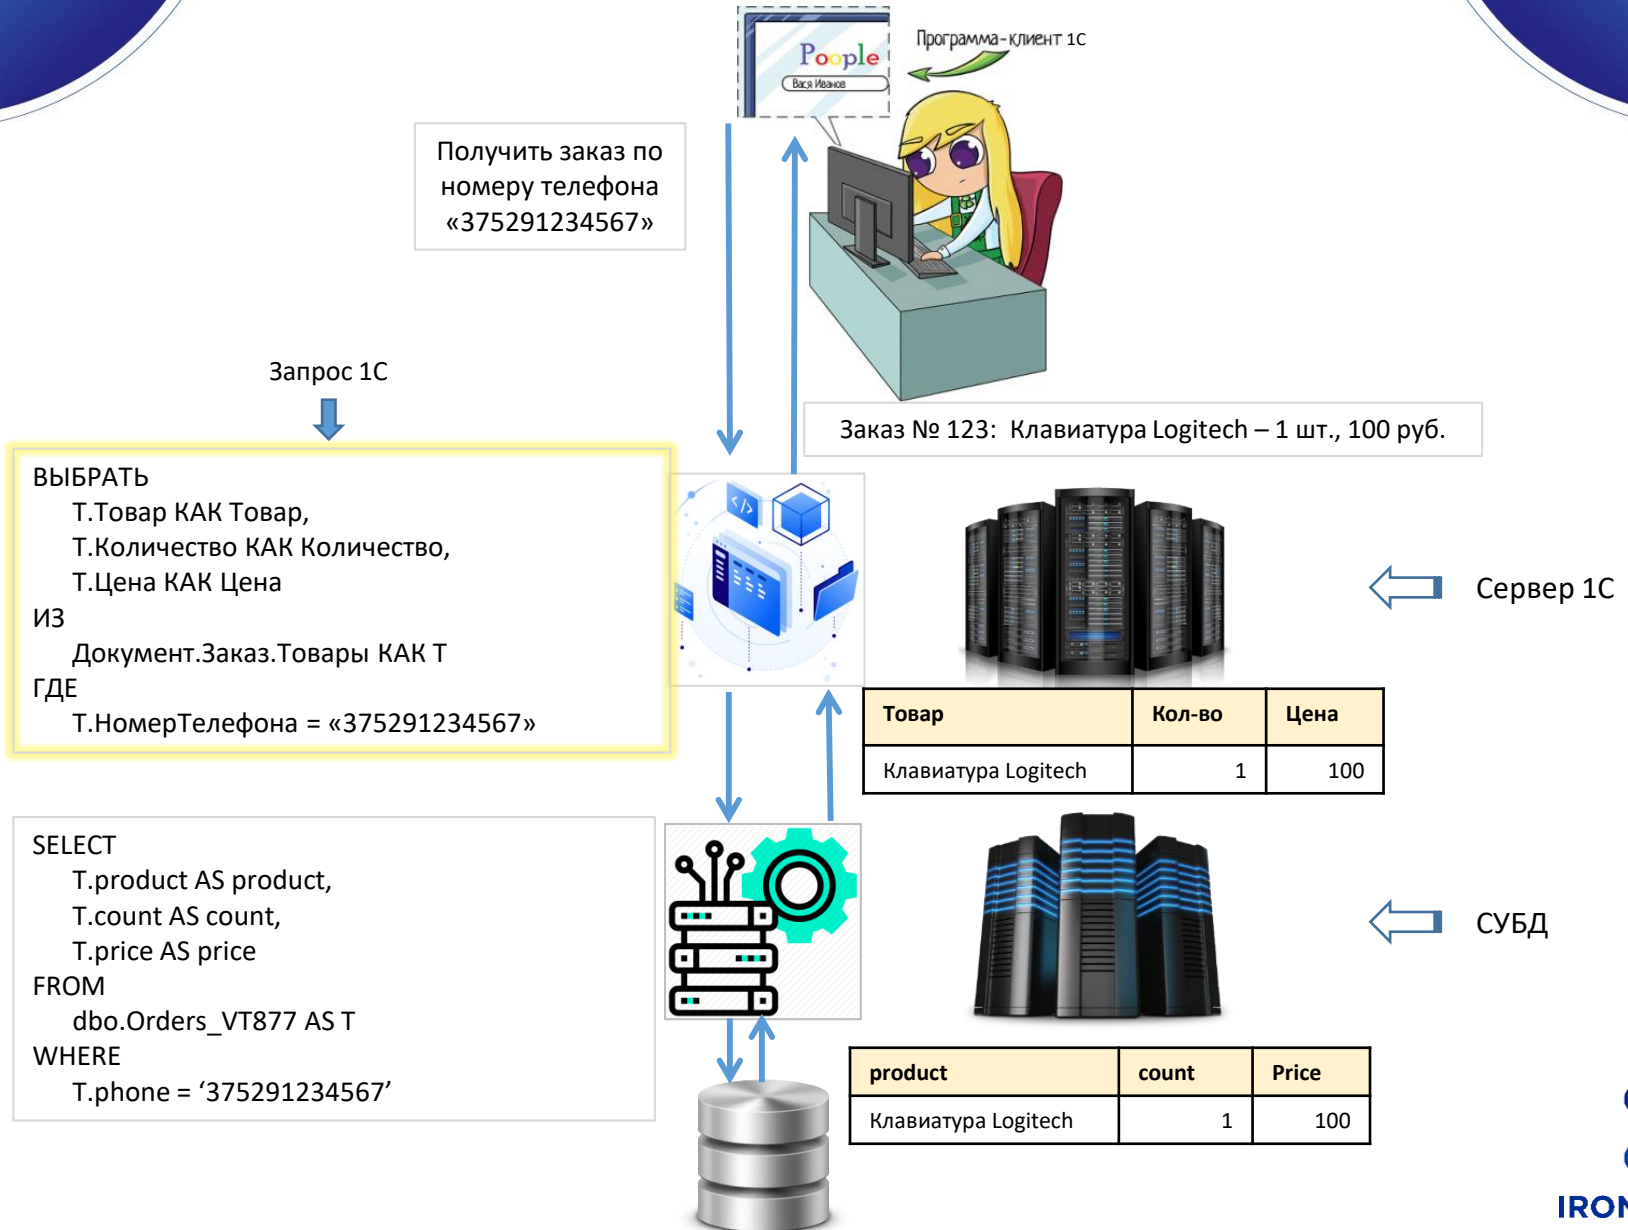 Poople
Вася Иванов
Программа-клиент 1С
Получить заказ по
номеру телефона
«375291234567»
Запрос 1С
Заказ № 123: Клавиатура Logitech – 1 шт., 100 руб.
ВЫБРАТЬ
Т.Товар КАК Товар,
Т.Количество КАК Количество,
Т.Цена КАК Цена
ИЗ
Документ.Заказ.Товары КАК Т
ГДЕ
Т.НомерТелефона = «375291234567»
Сервер 1С
Товар Кол-во Цена
Клавиатура Logitech 1 100
SELECT
T.product AS product,
T.count AS count,
T.price AS price
FROM
dbo.Orders_VT877 AS T
WHERE
T.phone = ‘375291234567’
СУБД
product count Price
Клавиатура Logitech 1 100